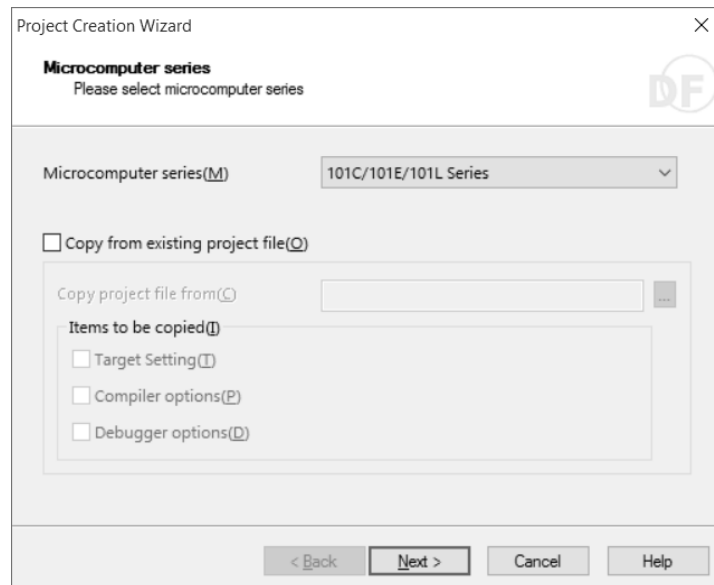 Project Creation Wizard
Microcomputer series
Please select microcomputer series
DF
Microcomputer series(M) 101C/101E/101L Series
Copy from existing project file(O)
Copy project file from(C) ...
Items to be copied(I)
Target Setting(T)
Compiler options(P)
Debugger options(D)
< Back Next > Cancel Help